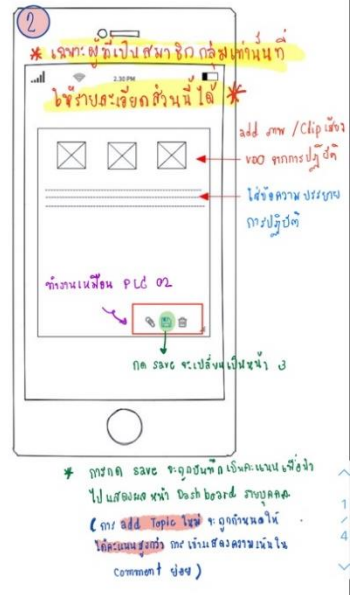 2
* เฉพาะผู้ที่เป็นสมาชิกกลุ่มเท่านั้นที่
2:30 PM
ให้รายละเอียดส่วนนี้ได้ *
add ภาพ / Clip เสียง
VDO จากการปฏิบัติ
ใส่ข้อความบรรยาย
การปฏิบัติ
ทำงานเหมือน PLC 02
กด save จะเปลี่ยนเป็นหน้า 3
* การกด save จะถูกบันทึกเป็นคะแนนเพื่อนำ
ไปแสดงผลหน้า Dashboard รายบุคคล
(การ add Topic ใหม่ จะถูกกำหนดให้
ได้คะแนนสูงกว่า การเข้าแสดงความเห็นใน
Comment ย่อย)
1
4